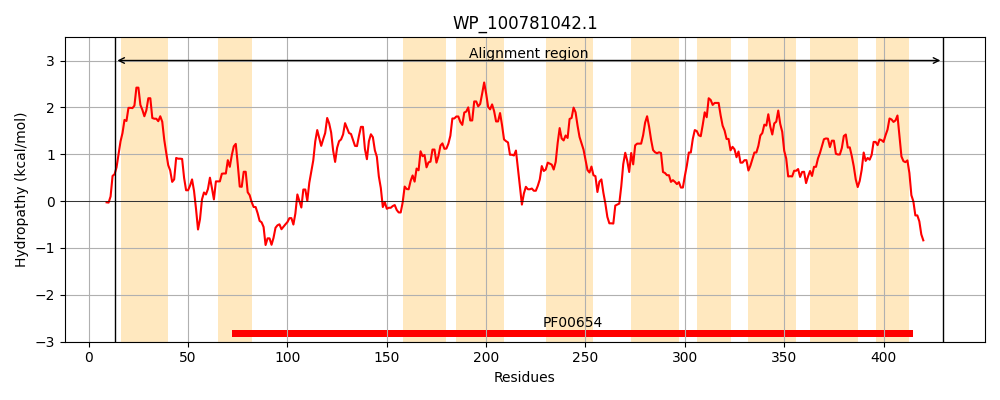 WP_100781042.1
Alignment region
3
2
1
0
−1
−2
−3
Hydropathy (kcal/mol)
PF00654
0 50 100 150 200 250 300 350 400
Residues